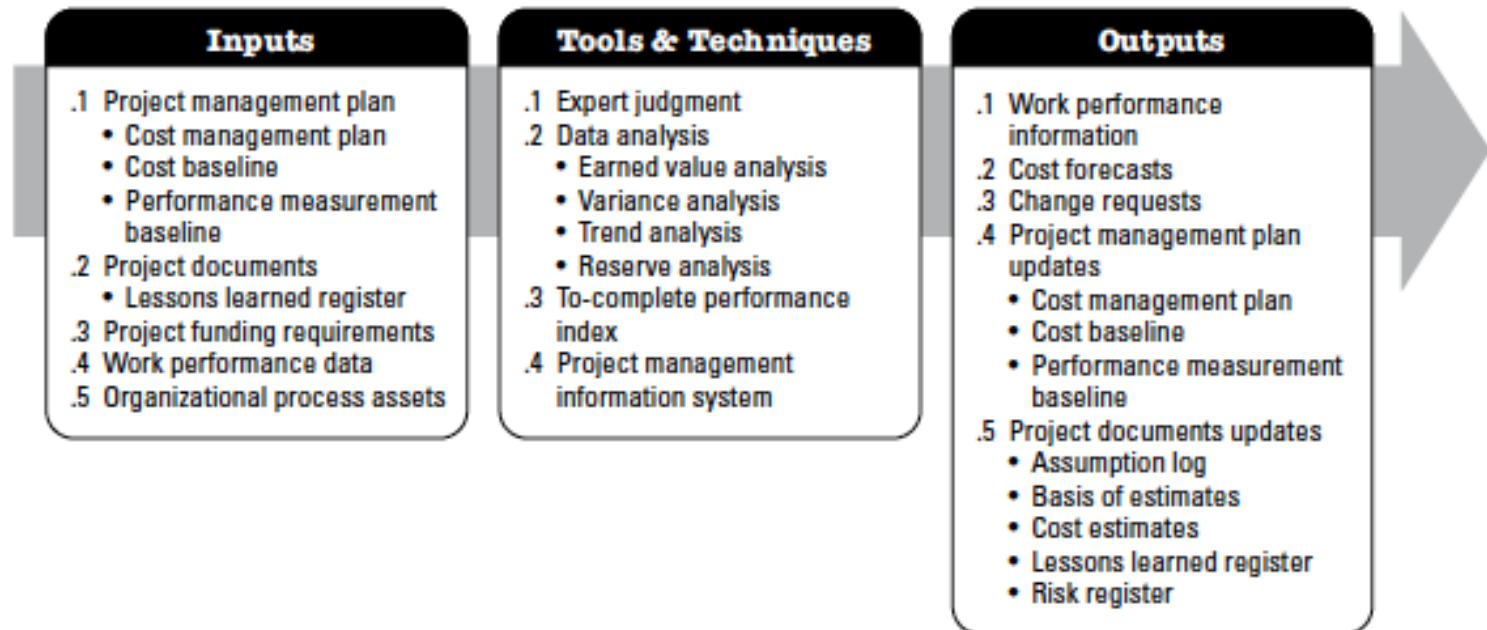 Inputs
.1 Project management plan
• Cost management plan
• Cost baseline
• Performance measurement
baseline
.2 Project documents
• Lessons learned register
.3 Project funding requirements
.4 Work performance data
.5 Organizational process assets
Tools & Techniques
.1 Expert judgment
.2 Data analysis
• Earned value analysis
• Variance analysis
• Trend analysis
• Reserve analysis
.3 To-complete performance
index
.4 Project management
information system
Outputs
.1 Work performance
information
.2 Cost forecasts
.3 Change requests
.4 Project management plan
updates
• Cost management plan
• Cost baseline
• Performance measurement
baseline
.5 Project documents updates
• Assumption log
• Basis of estimates
• Cost estimates
• Lessons learned register
• Risk register